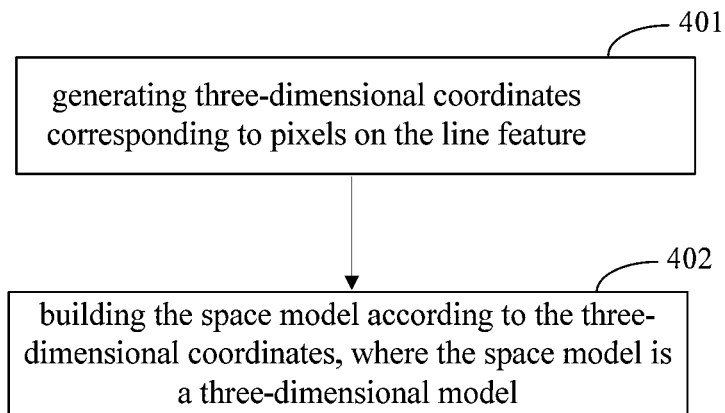 401
generating three-dimensional coordinates
corresponding to pixels on the line feature
402
building the space model according to the three-
dimensional coordinates, where the space model is
a three-dimensional model